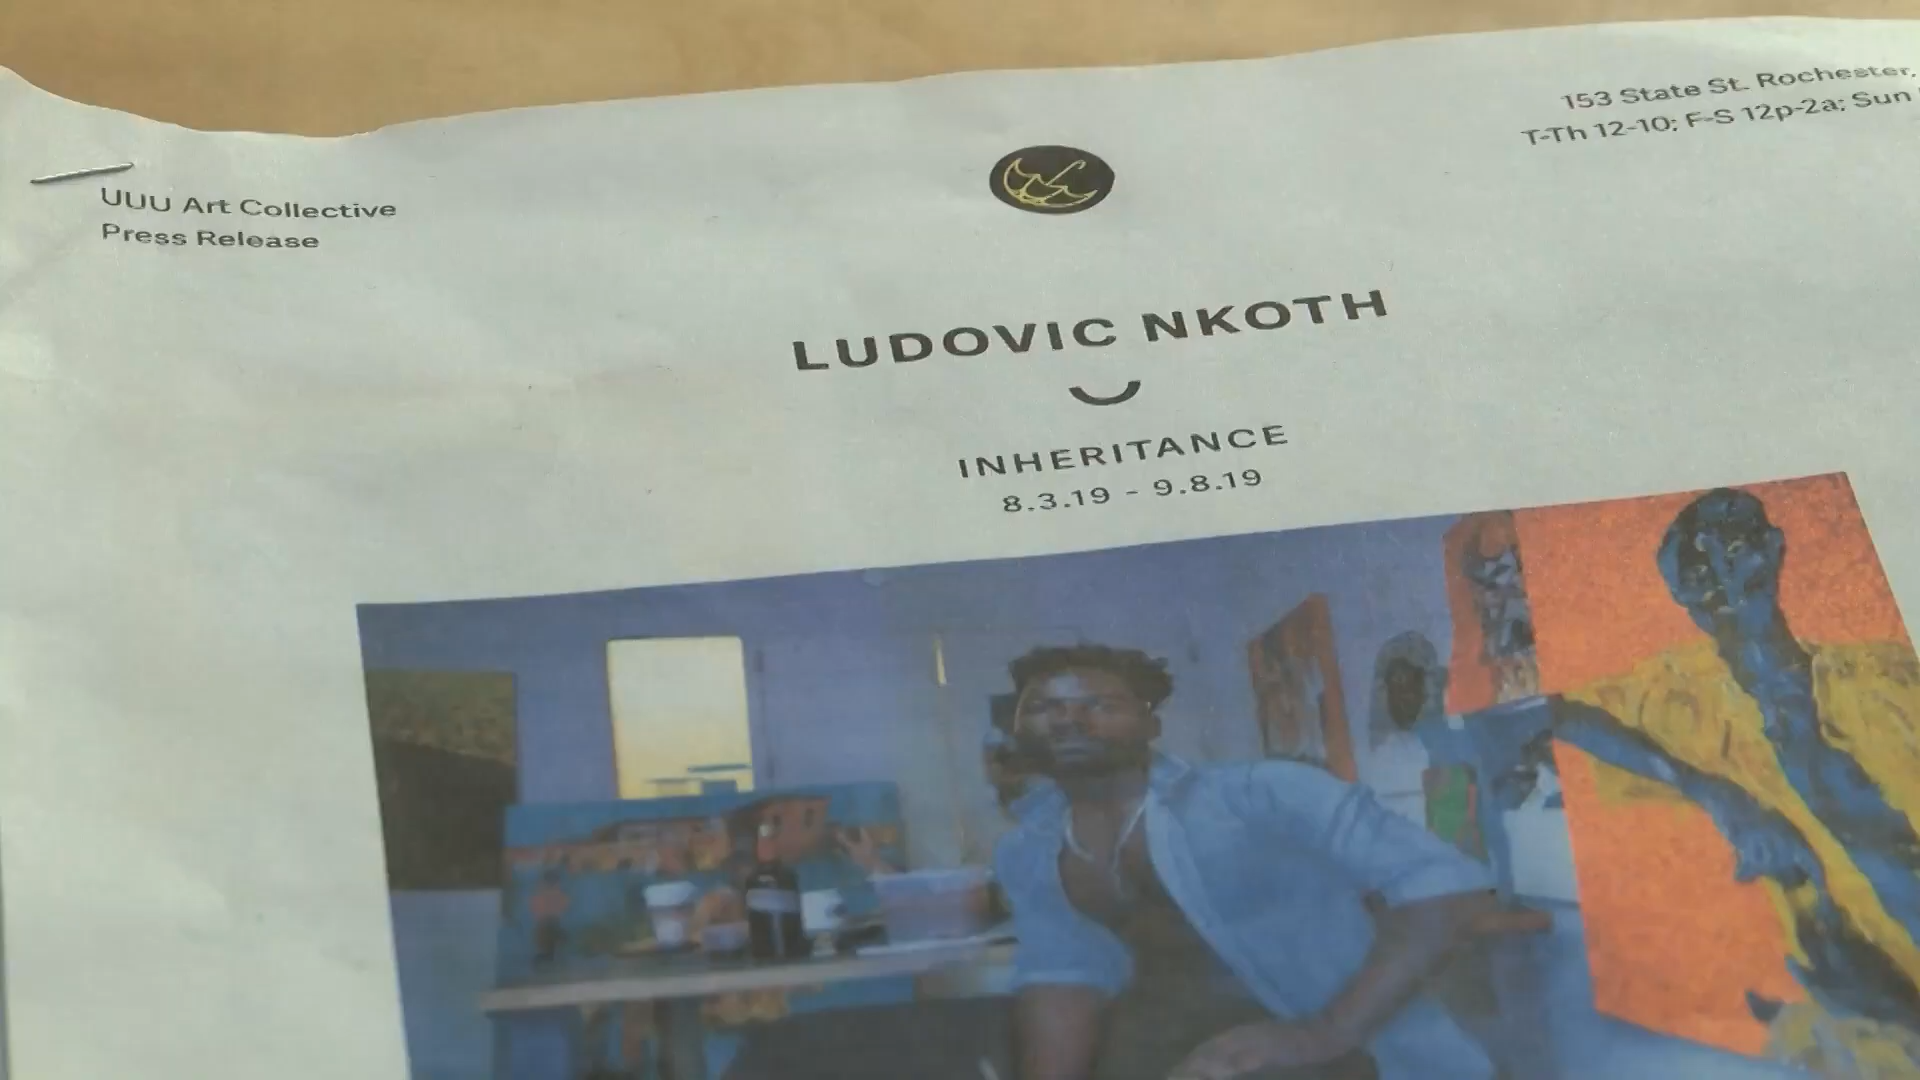 153 State St. Rochester,
T-Th 12-10; F-S 12p-2a; Sun
UUU Art Collective
Press Release
LUDOVIC NKOTH
INHERITANCE
8.3.19 - 9.8.19